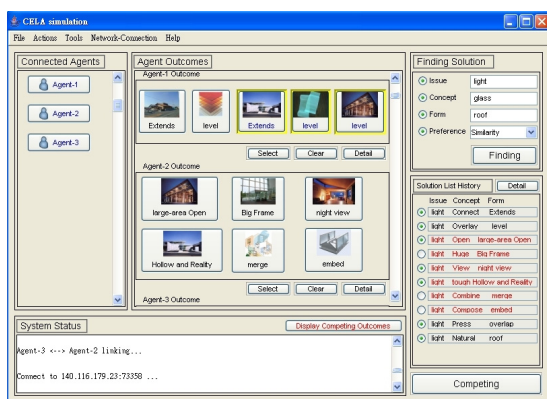 CELA simulation
File Actions Tools Network-Connection Help
Connected Agents
Agent-1
Agent-2
Agent-3
Agent Outcomes
Agent-1 Outcome
Extends level Extends level level
Select Clear Detail
Agent-2 Outcome
large-area Open Big Frame night view
Hollow and Reality merge embed
Select Clear Detail
Agent-3 Outcome
Finding Solution
Issue light
Concept glass
Form roof
Preference Similarity
Finding
Solution List History Detail
Issue Concept Form
light Connect Extends
light Overlay level
light Open large-area Open
light Huge Big Frame
light View night view
light tough Hollow and Reality
light Combine merge
light Compose embed
light Press overlap
light Natural roof
Competing
System Status
Display Competing Outcomes
Agent-3 <--> Agent-2 linking...
Connect to 140.116.179.23:73358 ...